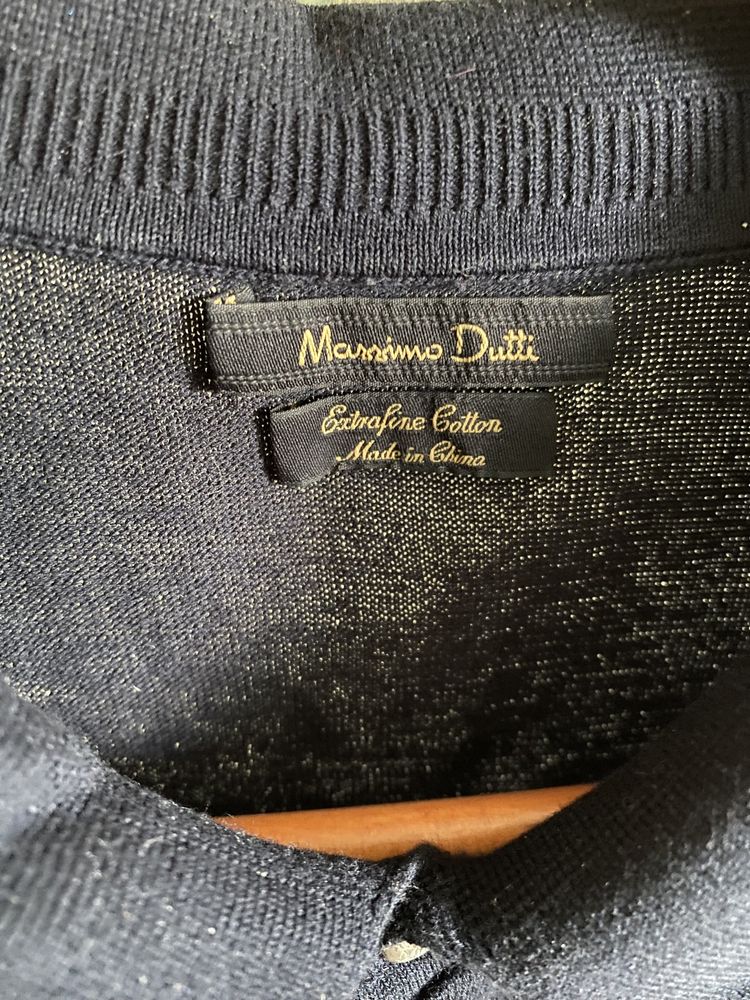 Massimo Dutti
Extrafine Cotton
Made in China